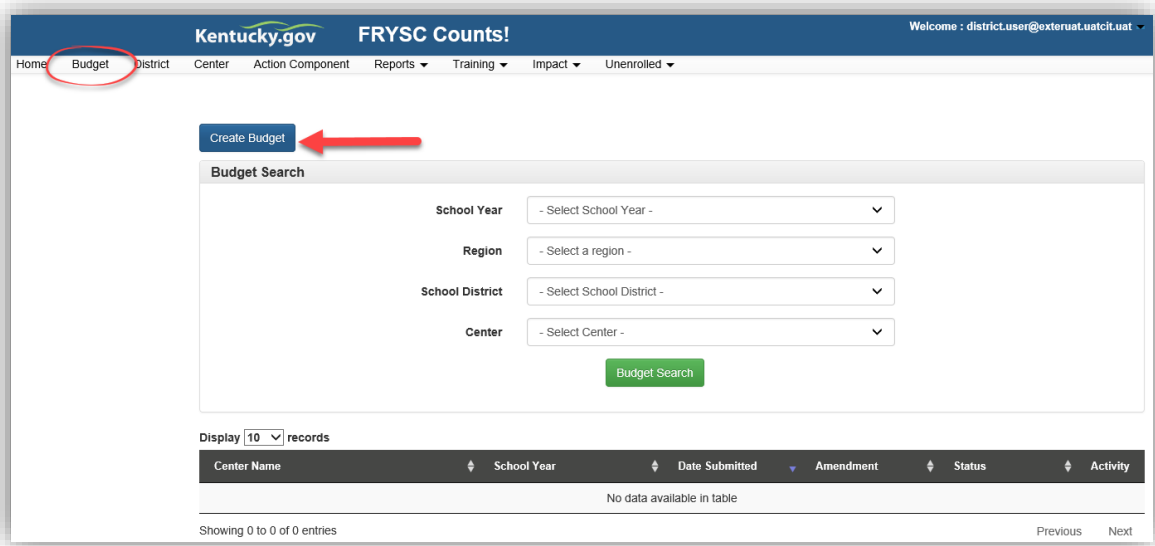 Kentucky.gov FRYSC Counts! Welcome : district.user@exteruat.uatcit.uat
Home Budget District Center Action Component Reports Training Impact Unenrolled
Create Budget
Budget Search
School Year - Select School Year -
Region - Select a region -
School District - Select School District -
Center - Select Center -
Budget Search
Display 10 records
Center Name School Year Date Submitted Amendment Status Activity
No data available in table
Showing 0 to 0 of 0 entries Previous Next